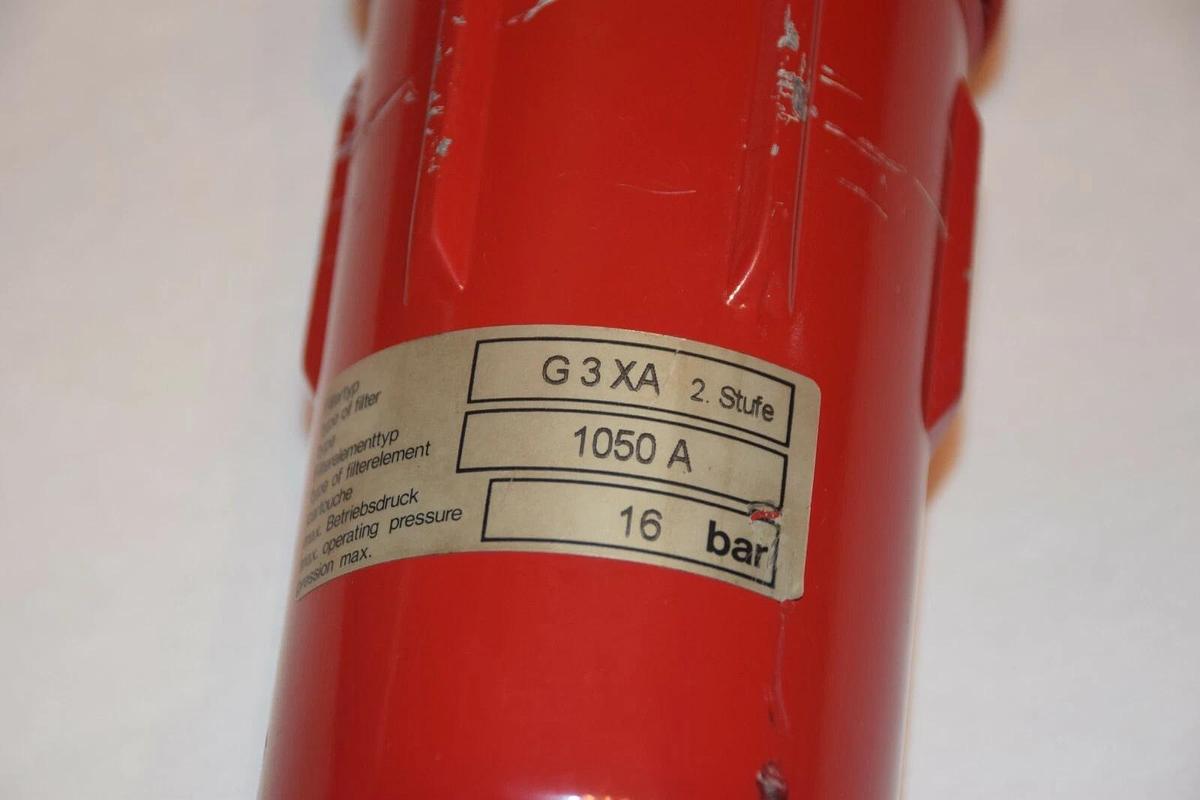 type of filter
G 3 XA 2. Stufe
type
type of filterelement
1050 A
max. Betriebsdruck
max. operating pressure
16 bar
pression max.